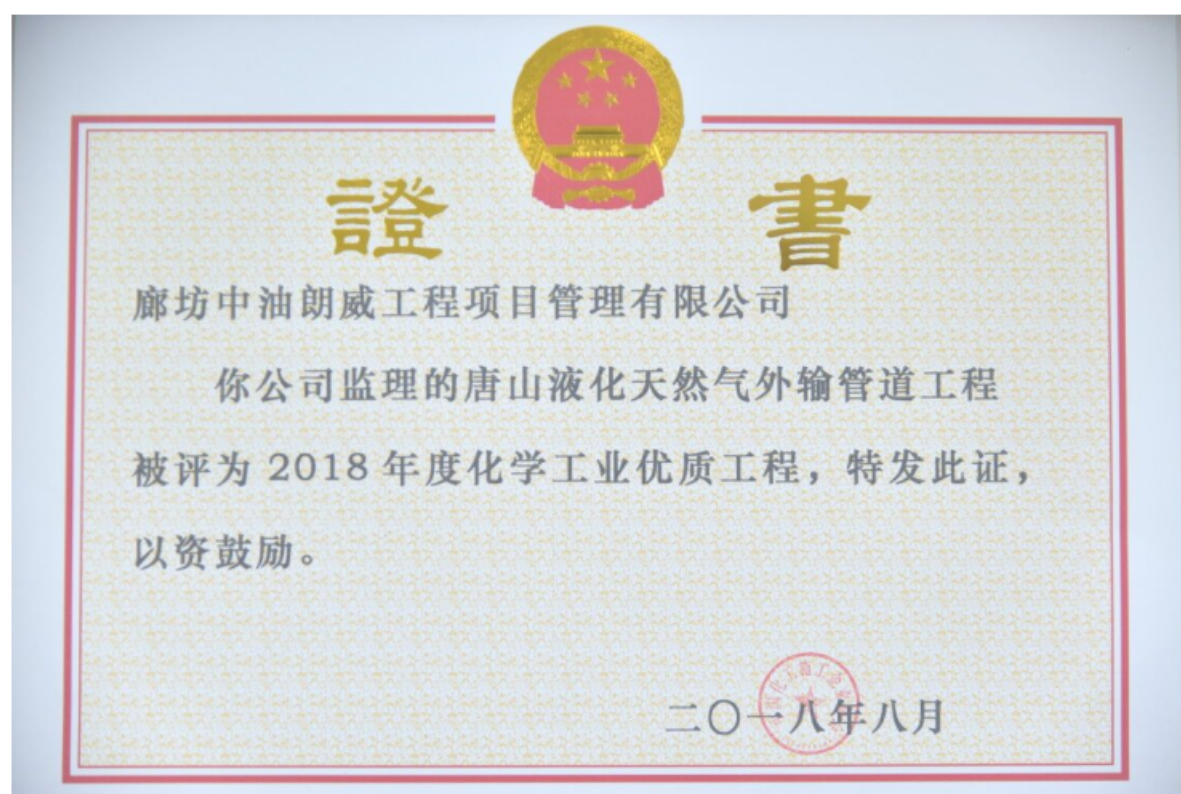 證 書
廊坊中油朗威工程项目管理有限公司
你公司监理的唐山液化天然气外输管道工程
被评为 2018 年度化学工业优质工程，特发此证，
以资鼓励。
二〇一八年八月